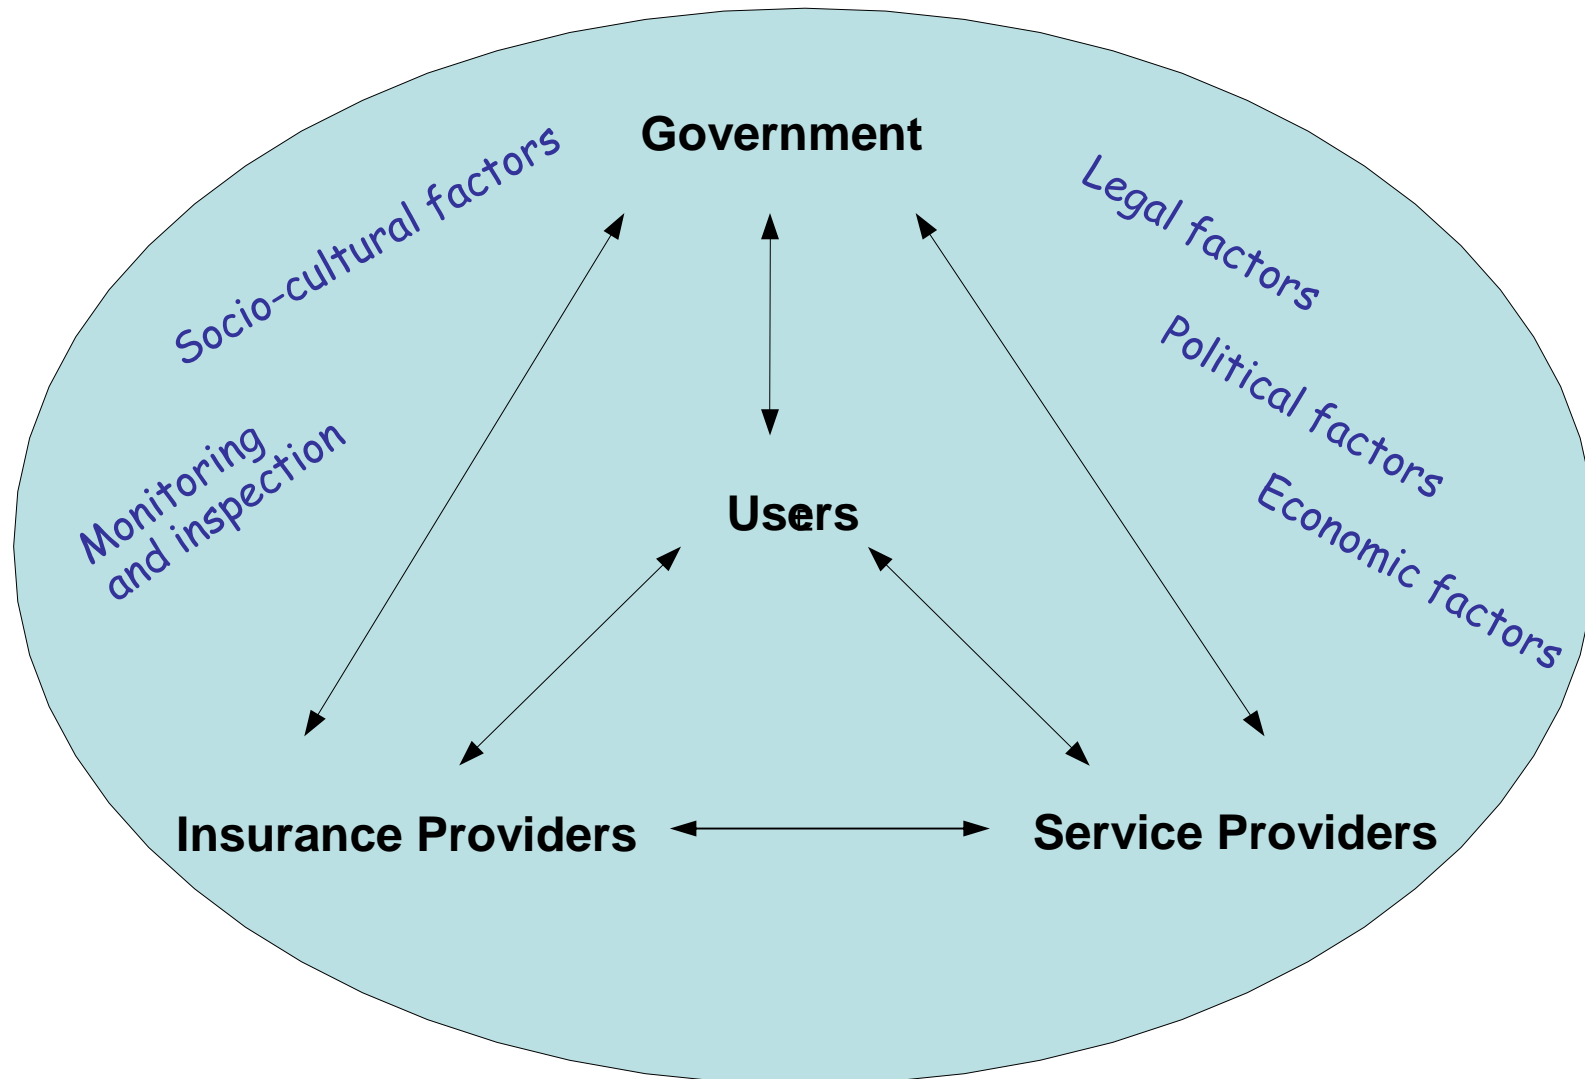 Government
Socio-cultural factors
Legal factors
Political factors
Monitoring
and inspection
Users
Economic factors
Insurance Providers
Service Providers